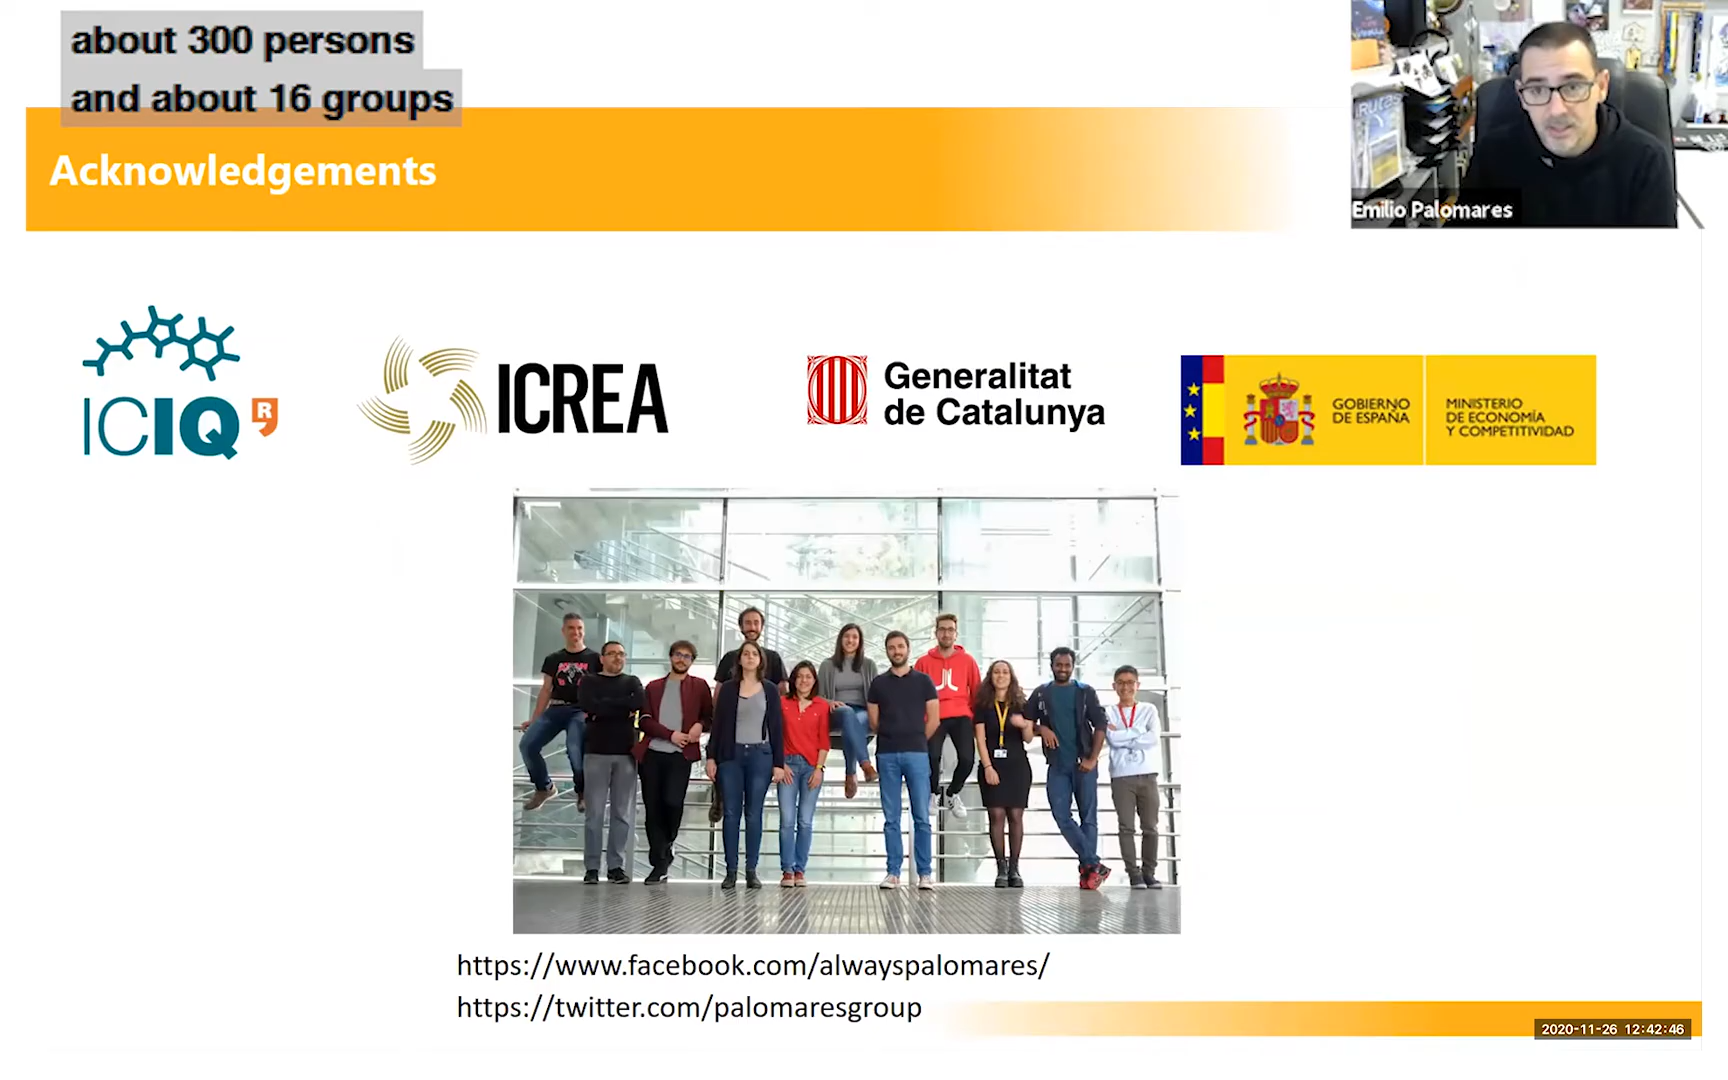 about 300 persons
and about 16 groups
Acknowledgements
Emilio Palomares
ICIQ R
ICREA
Generalitat
de Catalunya
GOBIERNO
DE ESPAÑA
MINISTERIO
DE ECONOMÍA
Y COMPETITIVIDAD
https://www.facebook.com/alwayspalomares/
https://twitter.com/palomaresgroup
2020-11-26 12:42:46